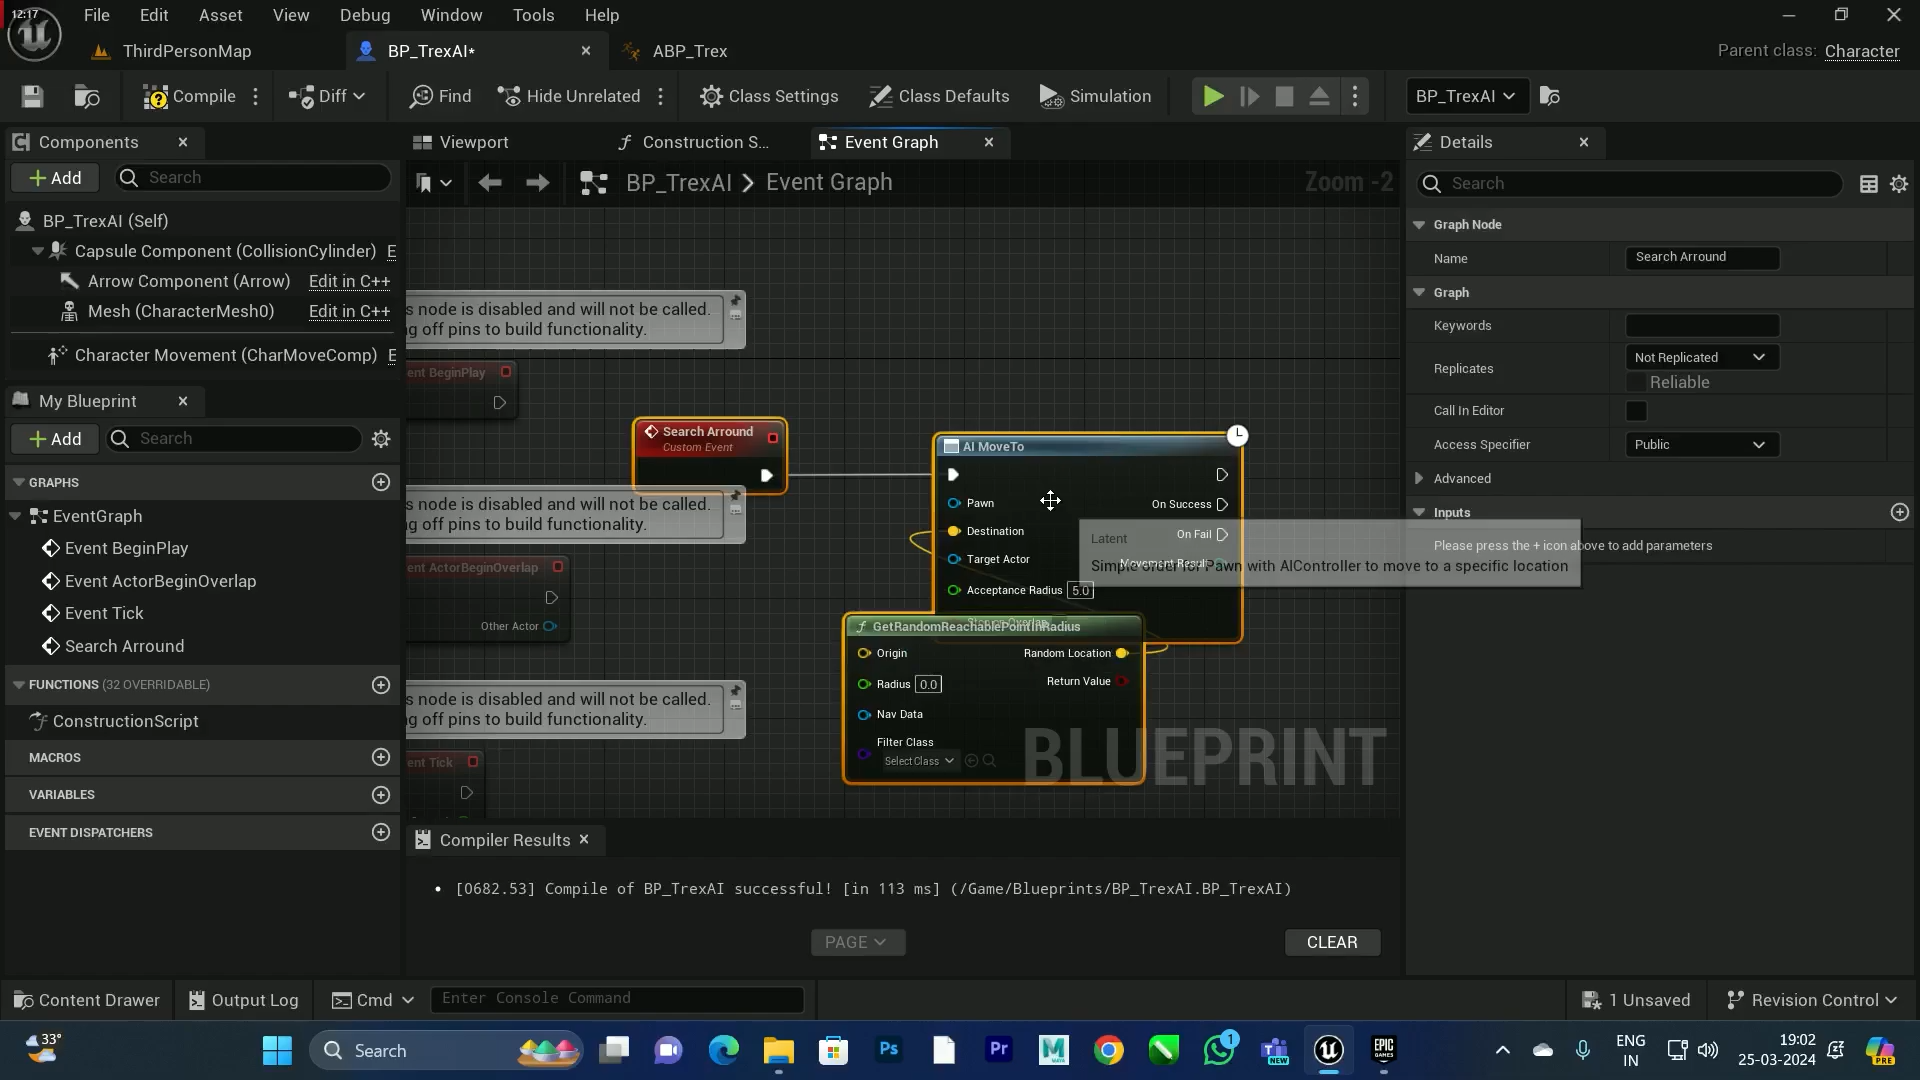 12:17
File Edit Asset View Debug Window Tools Help
ThirdPersonMap BP_TrexAI* ABP_Trex Parent class: Character
Compile Diff Find Hide Unrelated Class Settings Class Defaults Simulation BP_TrexAI
Components Viewport Construction S... Event Graph Details
Add Search
BP_TrexAI > Event Graph Zoom -2 Search
BP_TrexAI (Self)
Capsule Component (CollisionCylinder) E
Arrow Component (Arrow) Edit in C++
Mesh (CharacterMesh0) Edit in C++
Character Movement (CharMoveComp) E
My Blueprint
Add Search
GRAPHS
EventGraph
Event BeginPlay
Event ActorBeginOverlap
Event Tick
Search Arround
FUNCTIONS (32 OVERRIDABLE)
ConstructionScript
MACROS
VARIABLES
EVENT DISPATCHERS
s node is disabled and will not be called.
g off pins to build functionality.
ent BeginPlay
Search Arround
Custom Event
s node is disabled and will not be called.
g off pins to build functionality.
ent ActorBeginOverlap
Other Actor
s node is disabled and will not be called.
g off pins to build functionality.
ent Tick
AI MoveTo
Pawn On Success
Destination On Fail
Target Actor Movement Result
Acceptance Radius 5.0
Stop on Overlap
Latent
Simple order for Pawn with AIController to move to a specific location
GetRandomReachablePointInRadius
Origin Random Location
Radius 0.0 Return Value
Nav Data
Filter Class
Select Class
BLUEPRINT
Graph Node
Name Search Arround
Graph
Keywords
Replicates Not Replicated
Reliable
Call In Editor
Access Specifier Public
Advanced
Inputs
Please press the + icon above to add parameters
Compiler Results
• [0682.53] Compile of BP_TrexAI successful! [in 113 ms] (/Game/Blueprints/BP_TrexAI.BP_TrexAI)
PAGE CLEAR
Content Drawer Output Log Cmd Enter Console Command 1 Unsaved Revision Control
33° Search Ps Pr M 1 NEW EPIC GAMES ENG 19:02 PRE
IN 25-03-2024